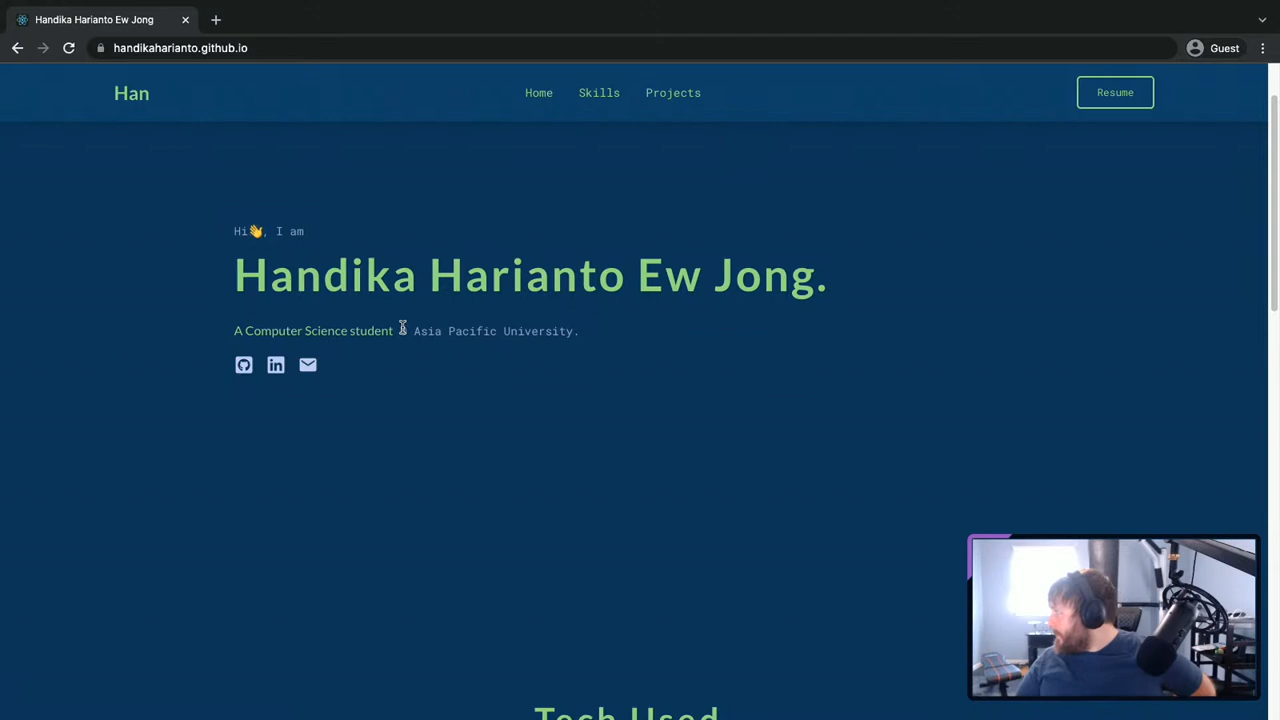 Handika Harianto Ew Jong
handikaharianto.github.io
Guest
Han
Home
Skills
Projects
Resume
Hi👋, I am
Handika Harianto Ew Jong.
A Computer Science student
Asia Pacific University.
Tech Used